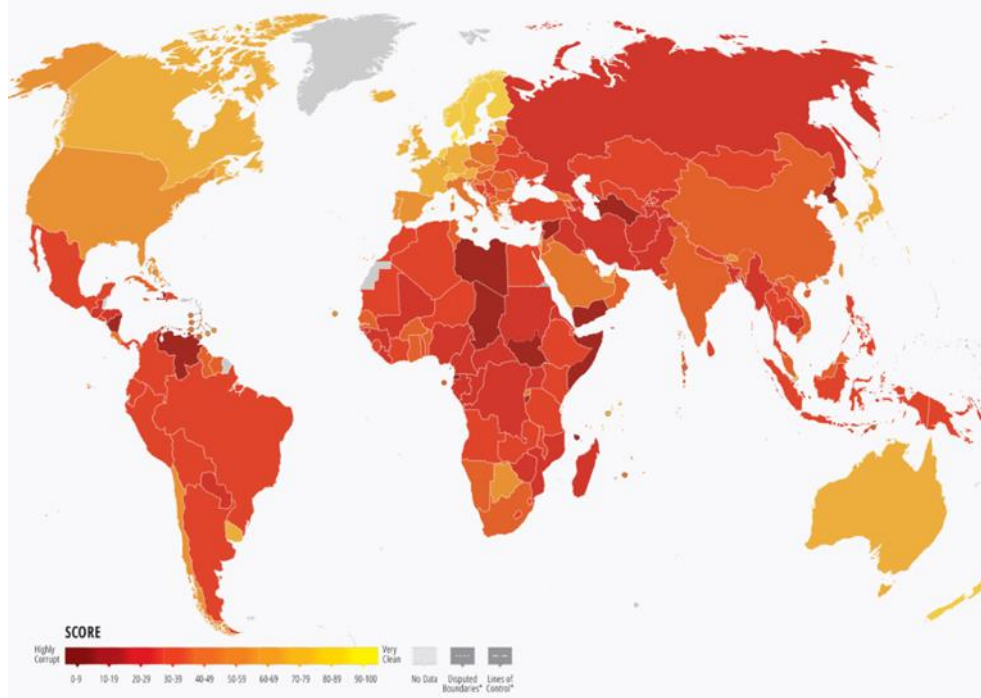 SCORE
Highly
Corrupt
Very
Clean
0-9 10-19 20-29 30-39 40-49 50-59 60-69 70-79 80-89 90-100
No Data
Disputed
Boundaries*
Lines of
Control*